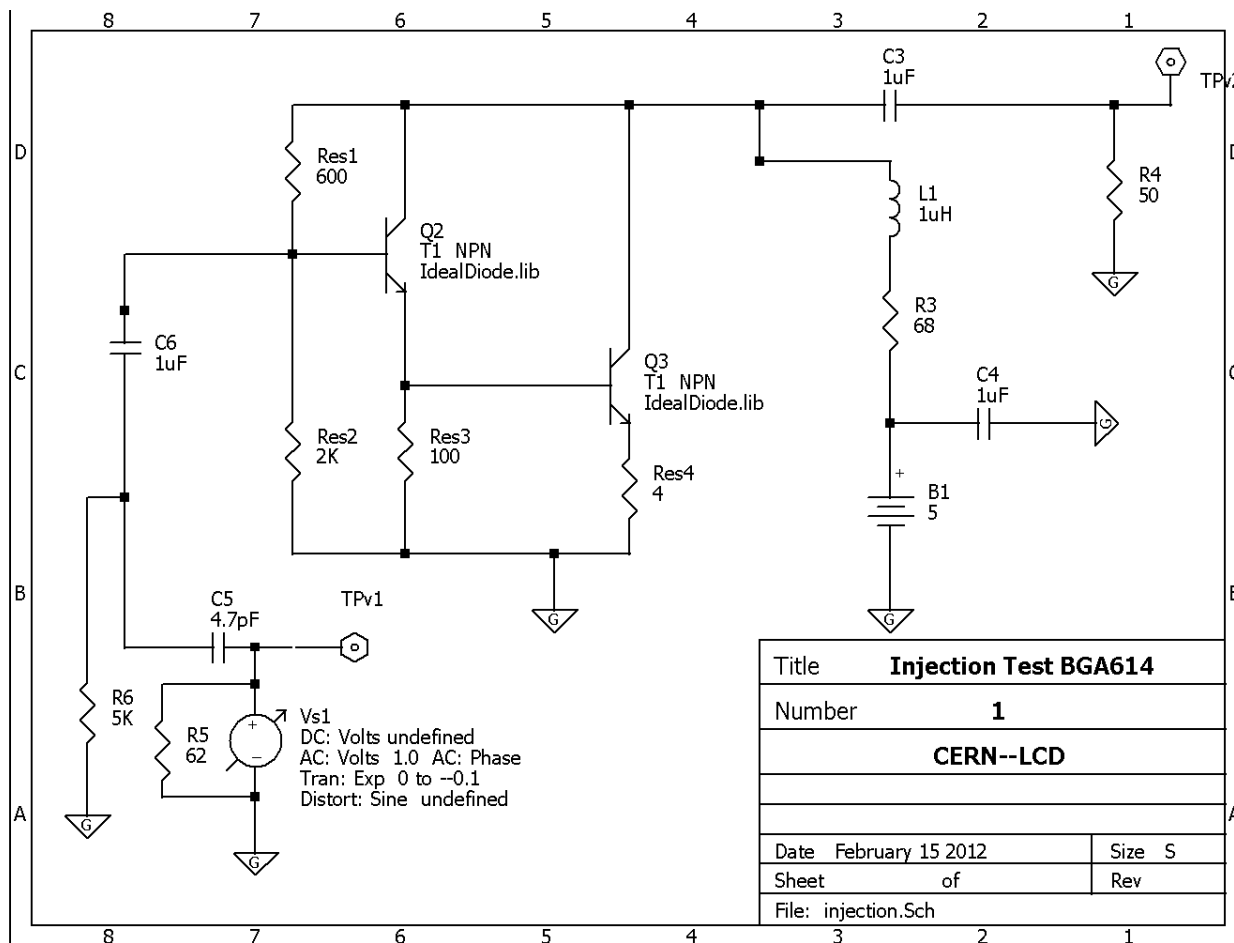 8 7 6 5 4 3 2 1
C3
1uF
TPv2
D
D
Res1
600
R4
50
L1
1uH
Q2
T1 NPN
IdealDiode.lib
G
R3
68
C6
1uF
Q3
T1 NPN
IdealDiode.lib
C
C
C4
1uF
G
Res2
2K
Res3
100
Res4
4
+
B1
5
B
C5
4.7pF
TPv1
G
G
Title Injection Test BGA614
R6
5K
R5
62
+
−
Vs1
DC: Volts undefined
AC: Volts 1.0 AC: Phase
Tran: Exp 0 to --0.1
Distort: Sine undefined
Number 1
CERN--LCD
A
A
G
G
Date February 15 2012 Size S
Sheet of Rev
File: injection.Sch
8 7 6 5 4 3 2 1